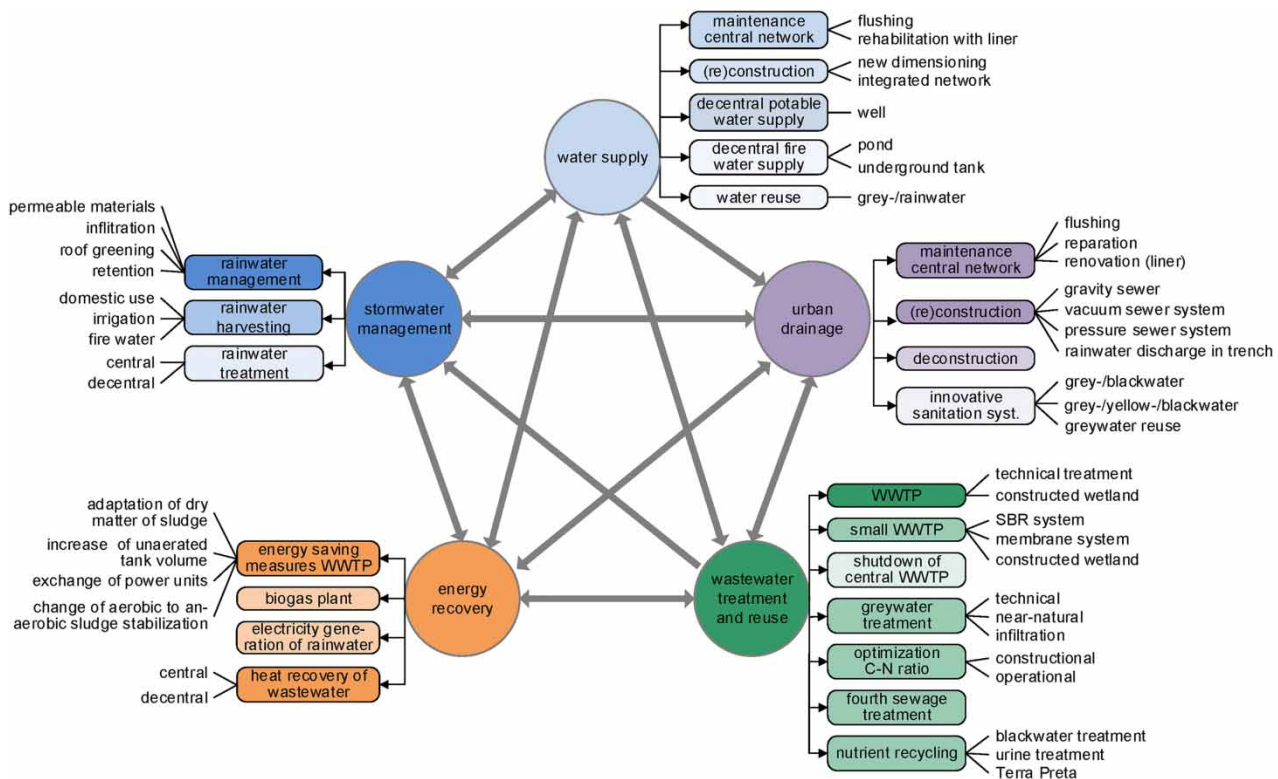 maintenance
central network
flushing
rehabilitation with liner
(re)construction
new dimensioning
integrated network
decentral potable
water supply
well
decentral fire
water supply
pond
underground tank
water reuse
grey-/rainwater
water supply
permeable materials
inflitration
roof greening
retention
rainwater
management
domestic use
irrigation
fire water
rainwater
harvesting
central
decentral
rainwater
treatment
stormwater
management
urban
drainage
maintenance
central network
flushing
reparation
renovation (liner)
(re)construction
gravity sewer
vacuum sewer system
pressure sewer system
rainwater discharge in trench
deconstruction
innovative
sanitation syst.
grey-/blackwater
grey-/yellow-/blackwater
greywater reuse
adaptation of dry
matter of sludge
increase of unaerated
tank volume
exchange of power units
change of aerobic to an-
aerobic sludge stabilization
energy saving
measures WWTP
biogas plant
electricity gene-
ration of rainwater
central
decentral
heat recovery of
wastewater
energy
recovery
wastewater
treatment
and reuse
WWTP
technical treatment
constructed wetland
small WWTP
SBR system
membrane system
constructed wetland
shutdown of
central WWTP
greywater
treatment
technical
near-natural
infiltration
optimization
C-N ratio
constructional
operational
fourth sewage
treatment
nutrient recycling
blackwater treatment
urine treatment
Terra Preta